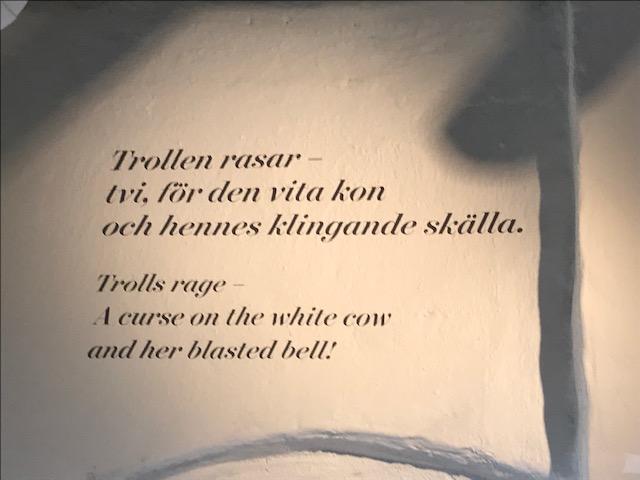 Trollen rasar –
tvi, för den vita kon
och hennes klingande skälla.
Trolls rage –
A curse on the white cow
and her blasted bell!